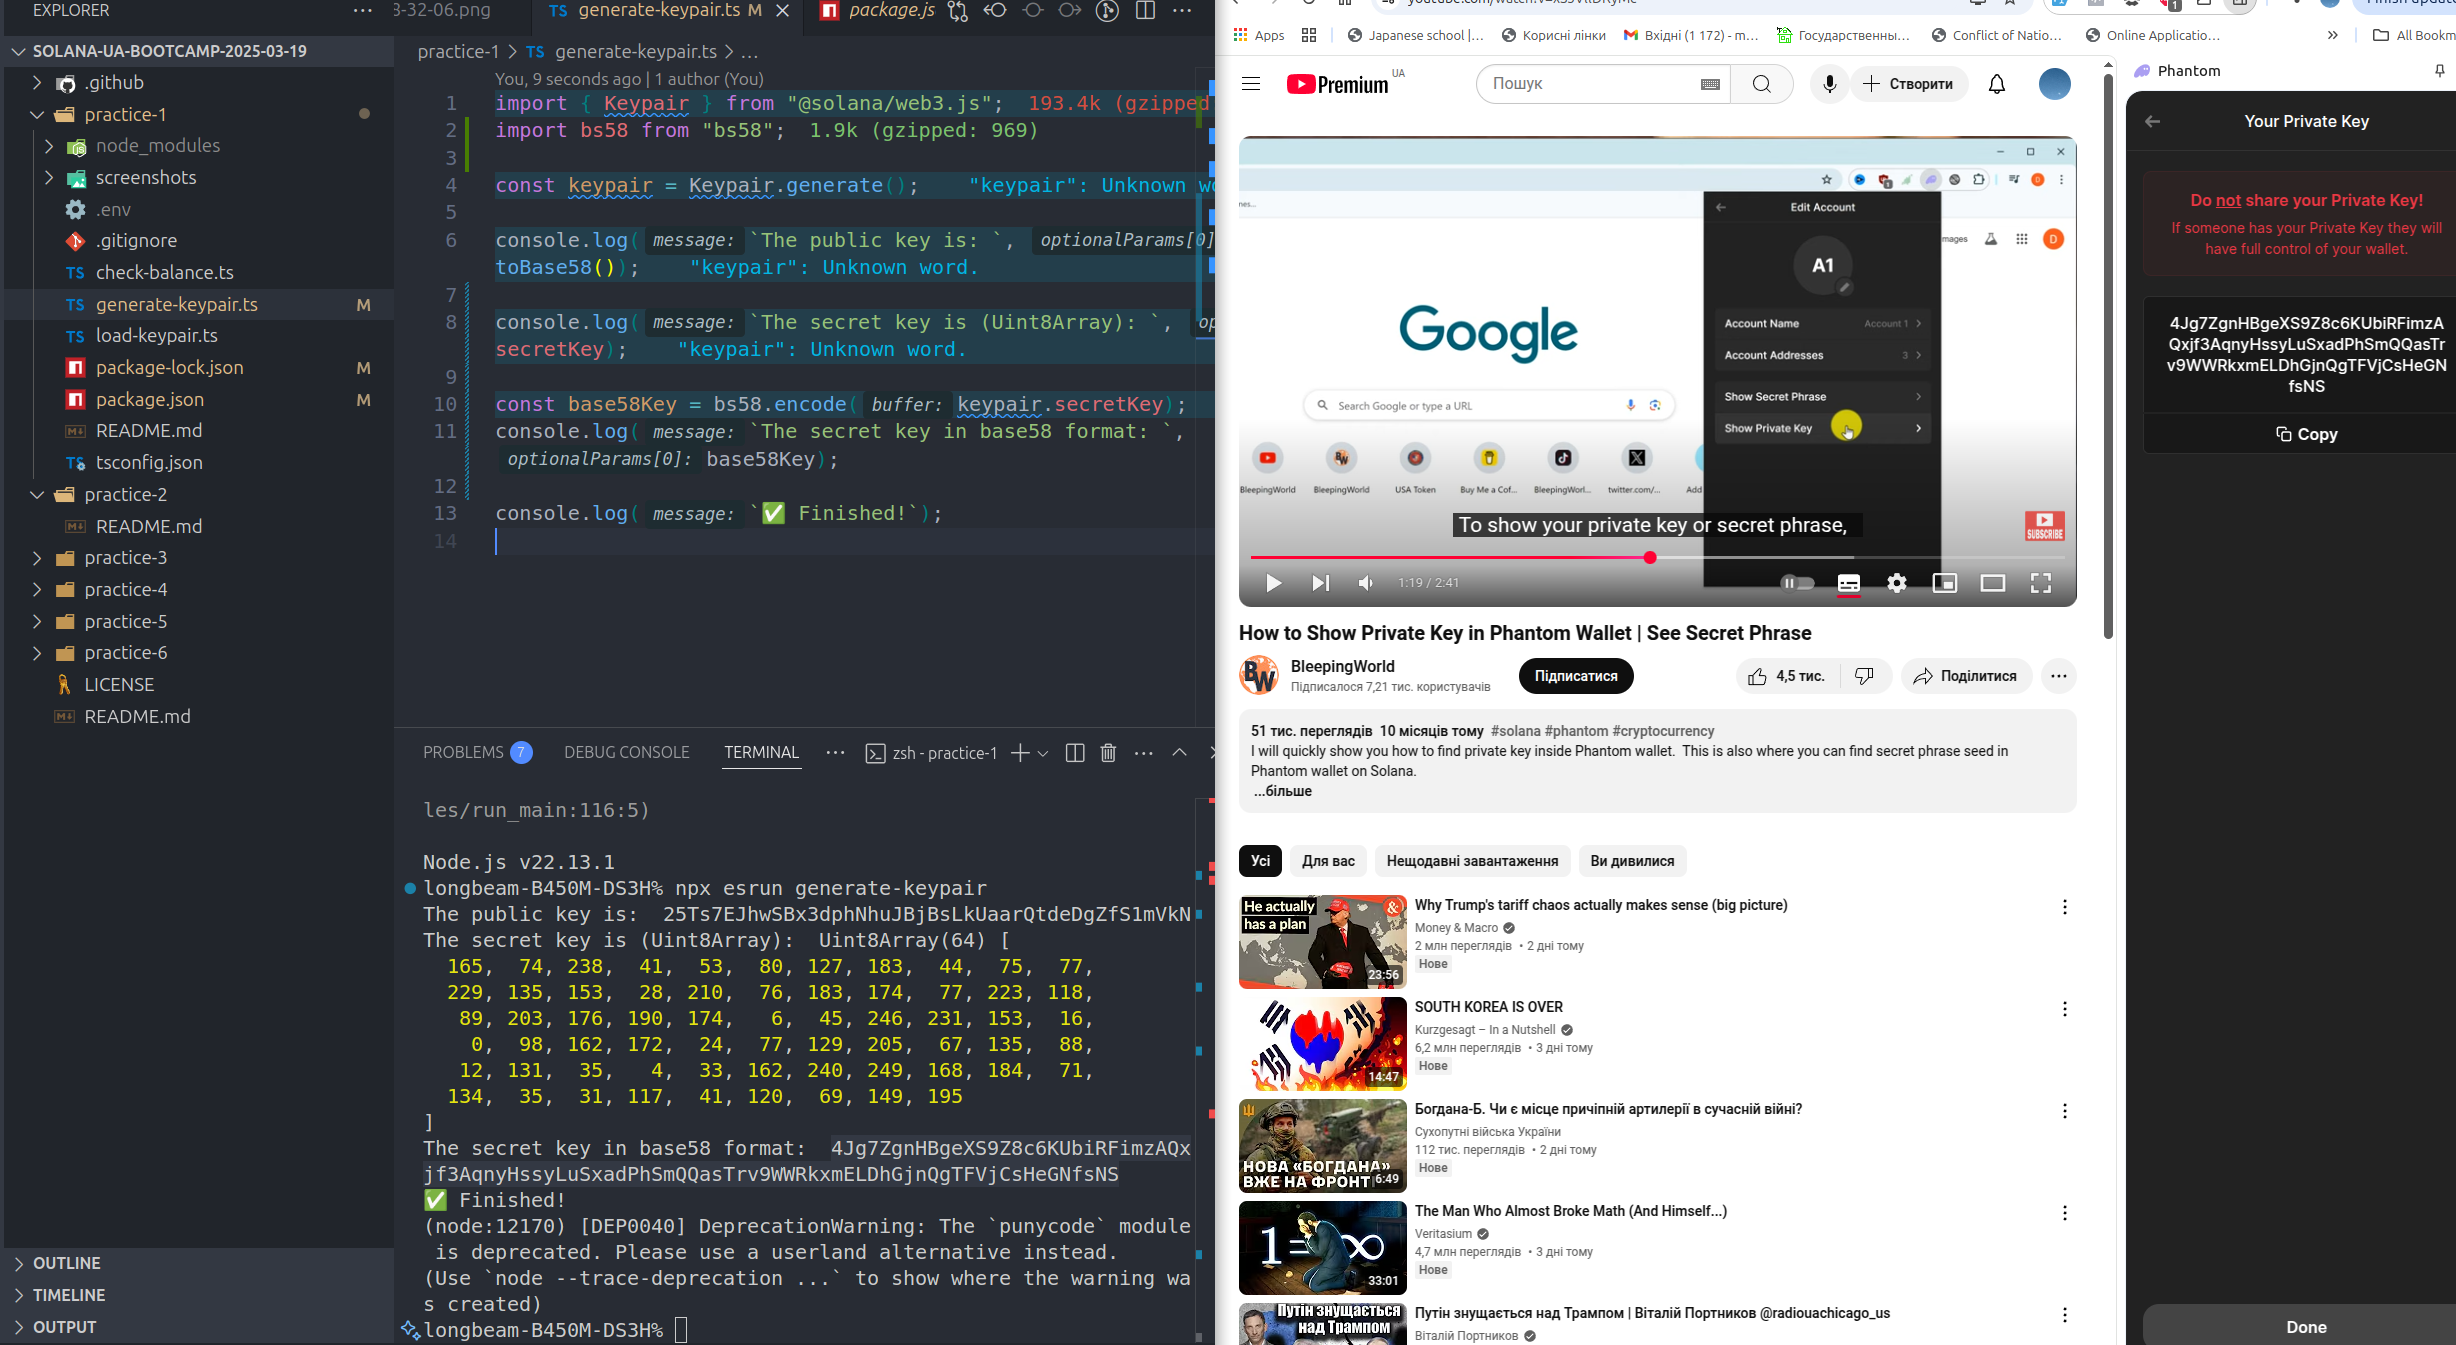 EXPLORER
SOLANA-UA-BOOTCAMP-2025-03-19
.github
practice-1
node_modules
screenshots
.env
.gitignore
TS check-balance.ts
TS generate-keypair.ts M
TS load-keypair.ts
package-lock.json M
package.json M
README.md
tsconfig.json
practice-2
README.md
practice-3
practice-4
practice-5
practice-6
LICENSE
README.md
OUTLINE
TIMELINE
OUTPUT
3-32-06.png
TS generate-keypair.ts M
package.js
practice-1 > TS generate-keypair.ts > ...
You, 9 seconds ago | 1 author (You)
1 import { Keypair } from "@solana/web3.js"; 193.4k (gzipped
2 import bs58 from "bs58"; 1.9k (gzipped: 969)
3
4 const keypair = Keypair.generate(); "keypair": Unknown wo
5
6 console.log( message: `The public key is: `, optionalParams[0]
toBase58()); "keypair": Unknown word.
7
8 console.log( message: `The secret key is (Uint8Array): `, op
secretKey); "keypair": Unknown word.
9
10 const base58Key = bs58.encode( buffer: keypair.secretKey);
11 console.log( message: `The secret key in base58 format: `,
optionalParams[0]: base58Key);
12
13 console.log( message: `✅ Finished!`);
14
PROBLEMS 7 DEBUG CONSOLE TERMINAL ... zsh - practice-1
les/run_main:116:5)
Node.js v22.13.1
longbeam-B450M-DS3H% npx esrun generate-keypair
The public key is:  25Ts7EJhwSBx3dphNhuJBjBsLkUaarQtdeDgZfS1mVkN
The secret key is (Uint8Array):  Uint8Array(64) [
165, 74, 238, 41, 53, 80, 127, 183, 44, 75, 77,
229, 135, 153, 28, 210, 76, 183, 174, 77, 223, 118,
89, 203, 176, 190, 174, 6, 45, 246, 231, 153, 16,
0, 98, 162, 172, 24, 77, 129, 205, 67, 135, 88,
12, 131, 35, 4, 33, 162, 240, 249, 168, 184, 71,
134, 35, 31, 117, 41, 120, 69, 149, 195
]
The secret key in base58 format:  4Jg7ZgnHBgeXS9Z8c6KUbiRFimzAQx
jf3AqnyHssyLuSxadPhSmQQasTrv9WWRkxmELDhGjnQgTFVjCsHeGNfsNS
✅ Finished!
(node:12170) [DEP0040] DeprecationWarning: The `punycode` module
is deprecated. Please use a userland alternative instead.
(Use `node --trace-deprecation ...` to show where the warning wa
s created)
longbeam-B450M-DS3H%
Apps
Japanese school |...
Корисні лінки
Вхідні (1 172) - m...
Государственны...
Conflict of Natio...
Online Applicatio...
All Bookm
Premium UA
Пошук
Створити
Edit Account
A1
Account Name Account 1
Account Addresses 3
Show Secret Phrase
Show Private Key
mages
D
Google
Search Google or type a URL
BleepingWorld
BleepingWorld
USA Token
Buy Me a Cof...
BleepingWorl...
twitter.com/...
Add
To show your private key or secret phrase,
SUBSCRIBE
1:19 / 2:41
How to Show Private Key in Phantom Wallet | See Secret Phrase
BW
BleepingWorld
Підписалося 7,21 тис. користувачів
Підписатися
4,5 тис.
Поділитися
51 тис. переглядів 10 місяців тому #solana #phantom #cryptocurrency
I will quickly show you how to find private key inside Phantom wallet. This is also where you can find secret phrase seed in
Phantom wallet on Solana.
...більше
Усі
Для вас
Нещодавні завантаження
Ви дивилися
He actually
has a plan
23:56
Why Trump's tariff chaos actually makes sense (big picture)
Money & Macro
2 млн переглядів • 2 дні тому
Нове
14:47
SOUTH KOREA IS OVER
Kurzgesagt – In a Nutshell
6,2 млн переглядів • 3 дні тому
Нове
НОВА «БОГДАНА»
ВЖЕ НА ФРОНТІ
6:49
Богдана-Б. Чи є місце причіпній артилерії в сучасній війні?
Сухопутні війська України
112 тис. переглядів • 2 дні тому
Нове
1=∞
33:01
The Man Who Almost Broke Math (And Himself...)
Veritasium
4,7 млн переглядів • 3 дні тому
Нове
Путін знущається
над Трампом
Путін знущається над Трампом | Віталій Портников @radiouachicago_us
Віталій Портников
Phantom
Your Private Key
Do not share your Private Key!
If someone has your Private Key they will
have full control of your wallet.
4Jg7ZgnHBgeXS9Z8c6KUbiRFimzA
Qxjf3AqnyHssyLuSxadPhSmQQasTr
v9WWRkxmELDhGjnQgTFVjCsHeGN
fsNS
Copy
Done